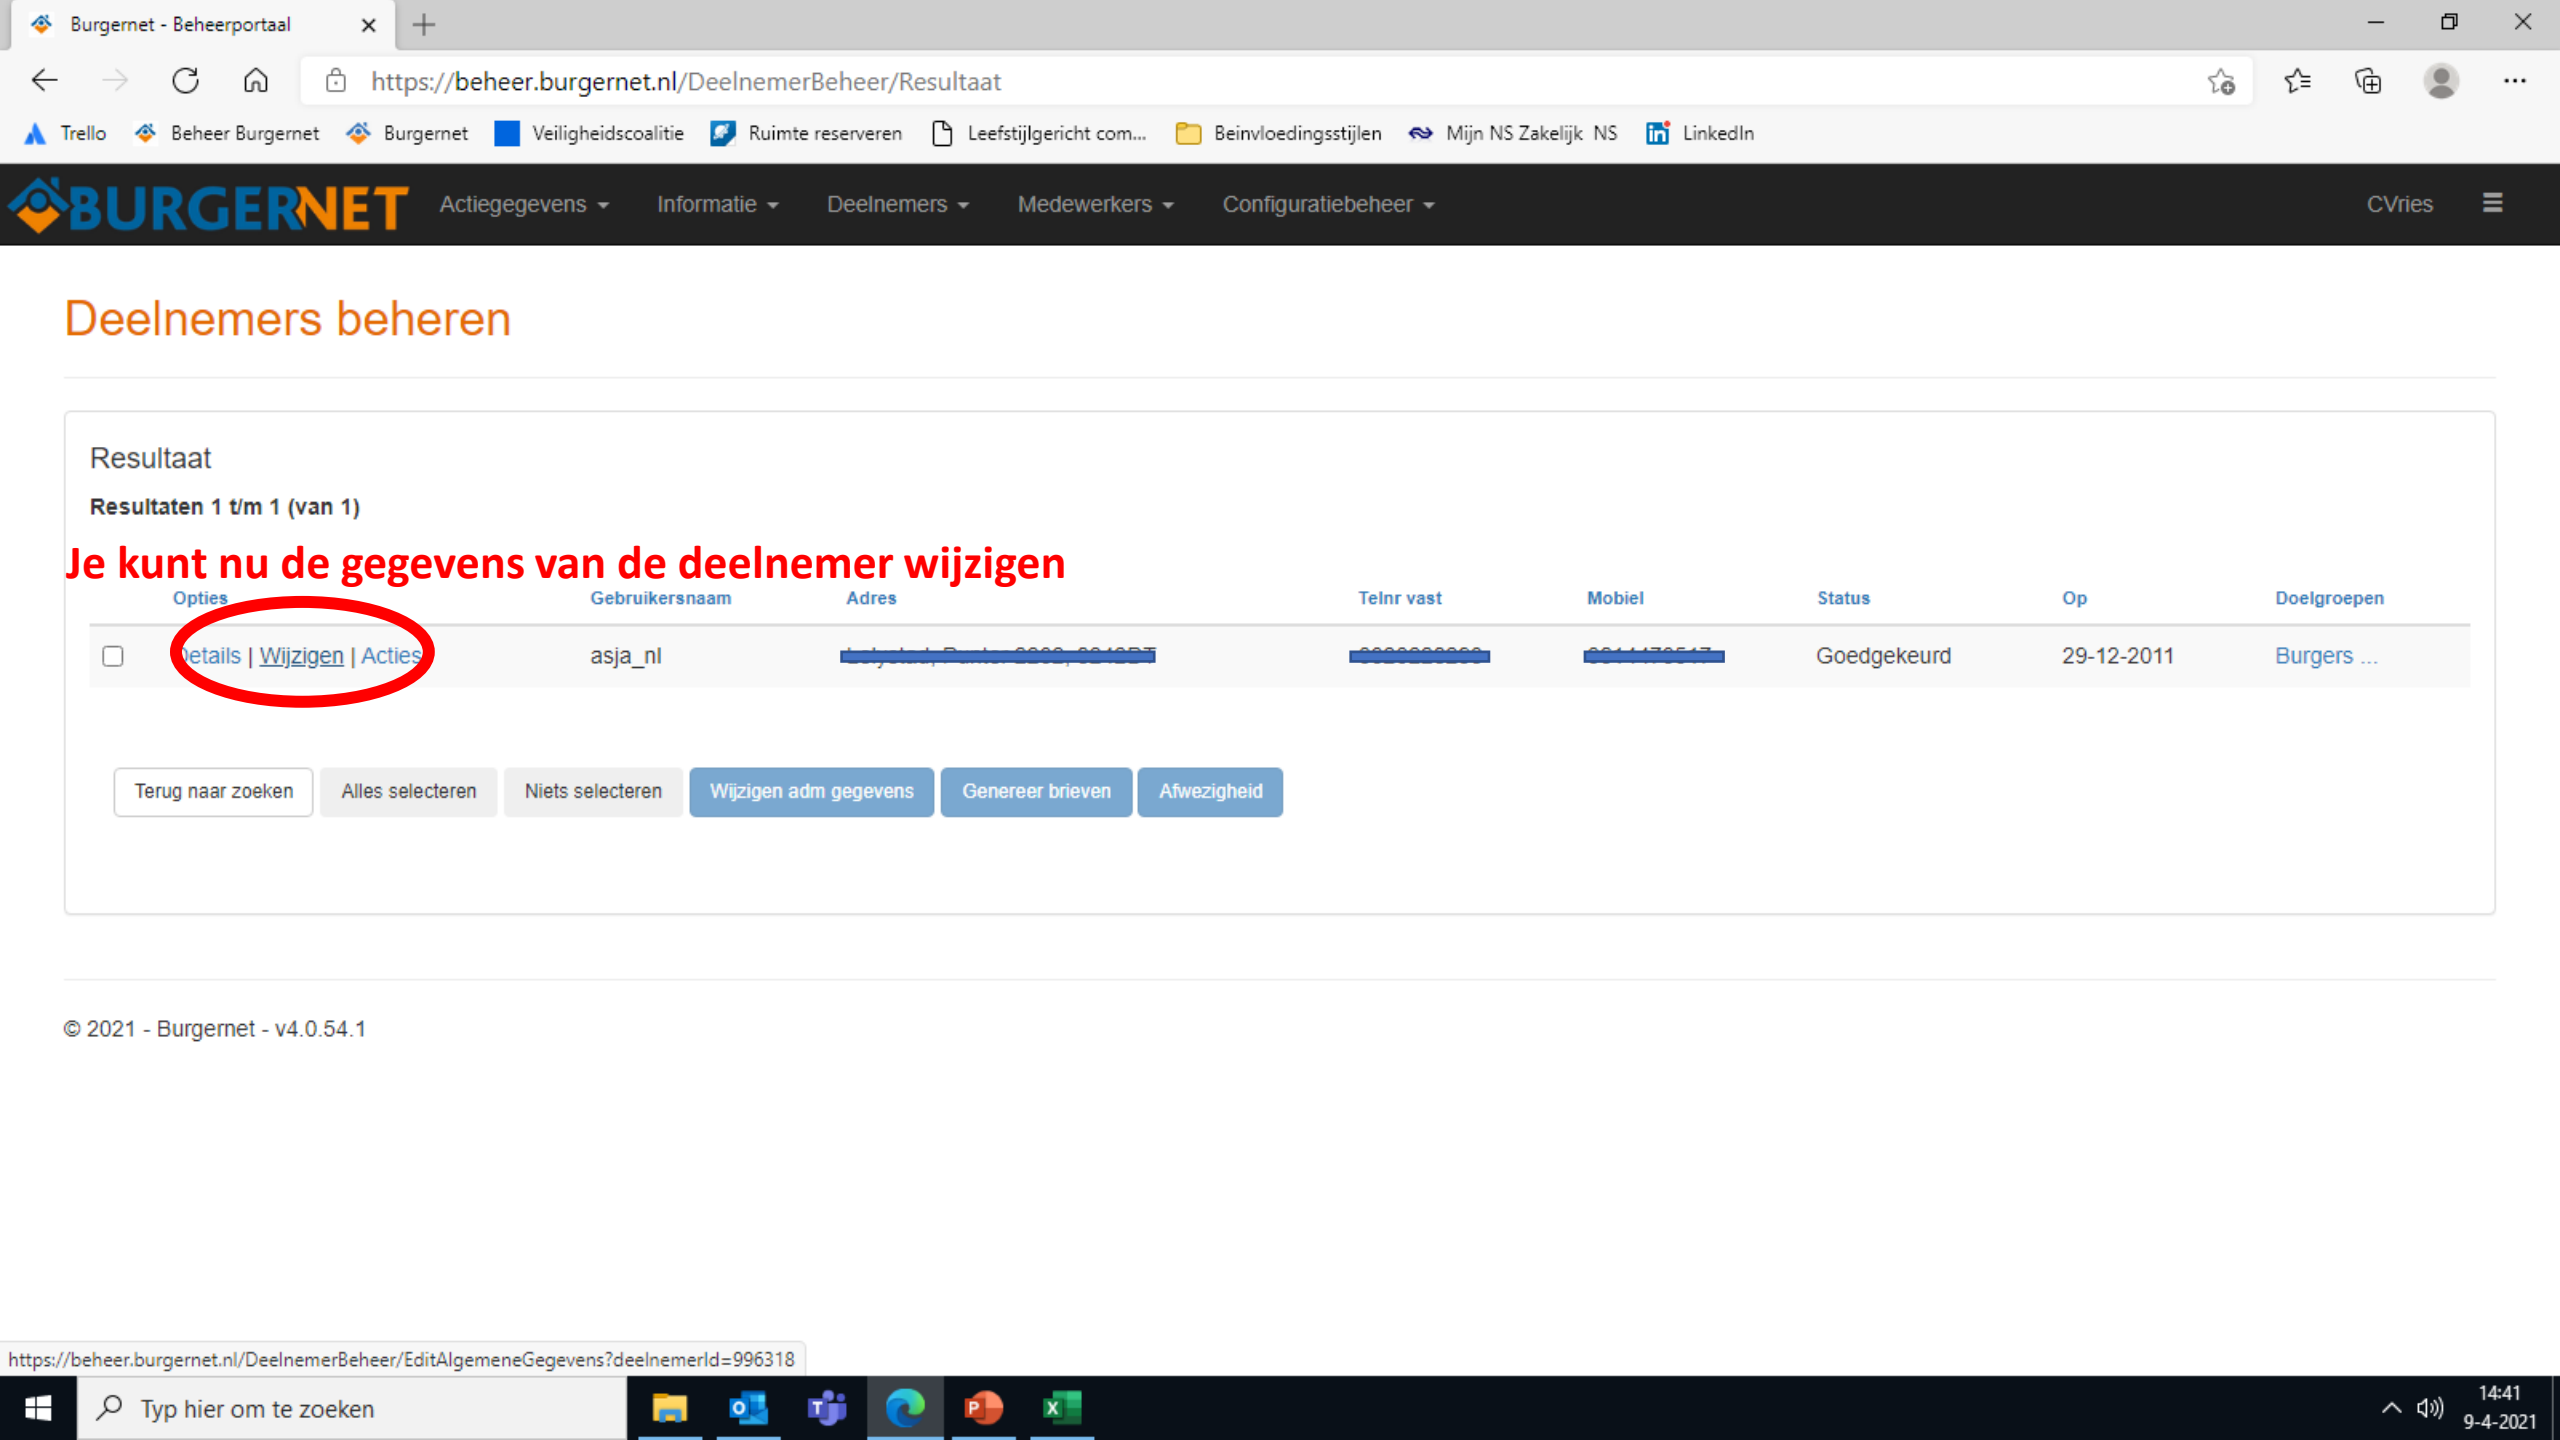 Burgernet - Beheerportaal
https://beheer.burgernet.nl/DeelnemerBeheer/Resultaat
Trello Beheer Burgernet Burgernet Veiligheidscoalitie Ruimte reserveren Leefstijlgericht com... Beinvloedingsstijlen Mijn NS Zakelijk NS LinkedIn
BURGERNET Actiegegevens Informatie Deelnemers Medewerkers Configuratiebeheer CVries
Deelnemers beheren
Resultaat
Resultaten 1 t/m 1 (van 1)
Je kunt nu de gegevens van de deelnemer wijzigen
Opties Gebruikersnaam Adres Telnr vast Mobiel Status Op Doelgroepen
Details | Wijzigen | Acties asja_nl Goedgekeurd 29-12-2011 Burgers ...
Terug naar zoeken Alles selecteren Niets selecteren Wijzigen adm gegevens Genereer brieven Afwezigheid
© 2021 - Burgernet - v4.0.54.1
https://beheer.burgernet.nl/DeelnemerBeheer/EditAlgemeneGegevens?deelnemerId=996318
Typ hier om te zoeken
14:41
9-4-2021